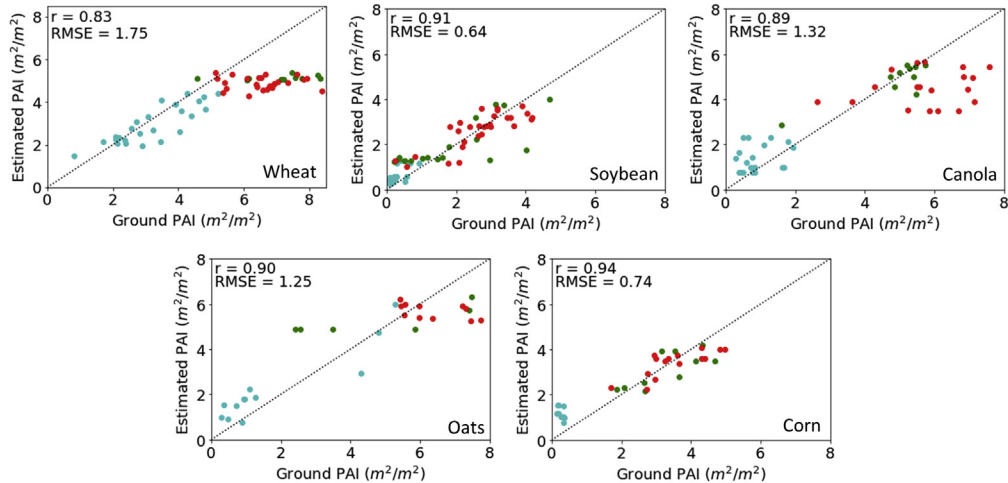 r = 0.83
RMSE = 1.75
8
6
4
2
0
Estimated PAI (m²/m²)
Wheat
0 2 4 6 8
Ground PAI (m²/m²)
r = 0.91
RMSE = 0.64
8
6
4
2
0
Estimated PAI (m²/m²)
Soybean
0 2 4 6 8
Ground PAI (m²/m²)
r = 0.89
RMSE = 1.32
8
6
4
2
0
Estimated PAI (m²/m²)
Canola
0 2 4 6 8
Ground PAI (m²/m²)
r = 0.90
RMSE = 1.25
8
6
4
2
0
Estimated PAI (m²/m²)
Oats
0 2 4 6 8
Ground PAI (m²/m²)
r = 0.94
RMSE = 0.74
8
6
4
2
0
Estimated PAI (m²/m²)
Corn
0 2 4 6 8
Ground PAI (m²/m²)